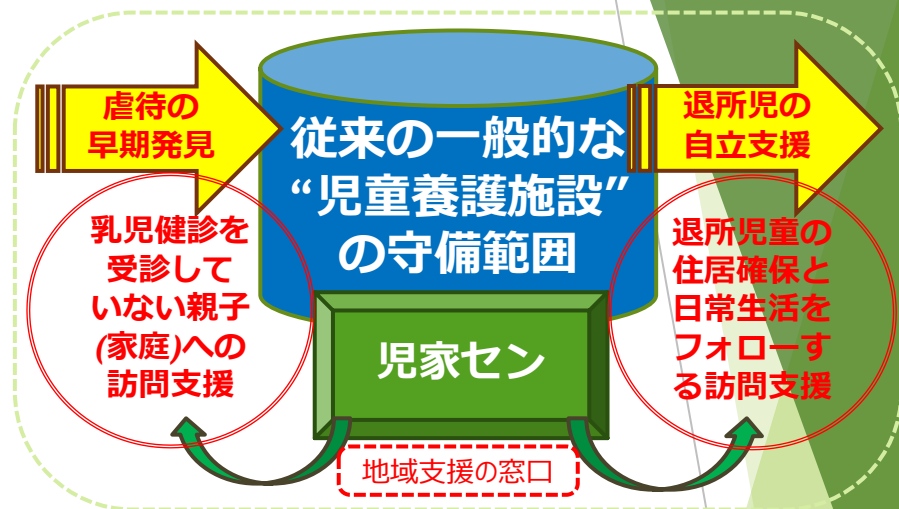 虐待の
早期発見
従来の一般的な
“児童養護施設”
の守備範囲
退所児の
自立支援
乳児健診を
受診して
いない親子
(家庭)への
訪問支援
児家セン
退所児童の
住居確保と
日常生活を
フォローす
る訪問支援
地域支援の窓口